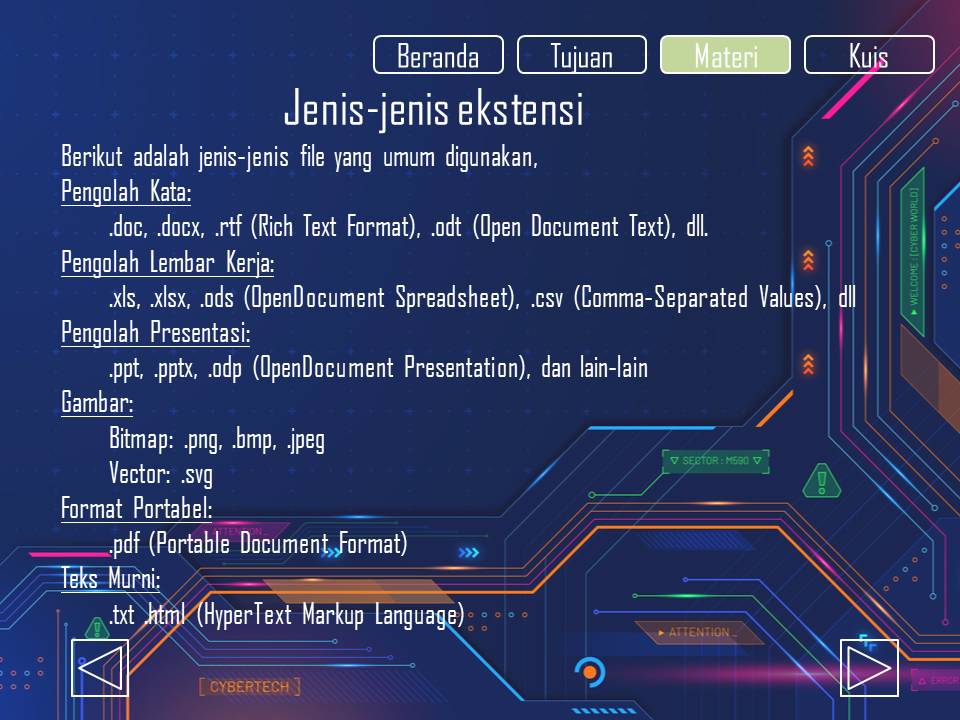 Beranda
Tujuan
Materi
Kuis
Jenis-jenis ekstensi
Berikut adalah jenis-jenis file yang umum digunakan,
Pengolah Kata:
.doc, .docx, .rtf (Rich Text Format), .odt (Open Document Text), dll.
Pengolah Lembar Kerja:
.xls, .xlsx, .ods (OpenDocument Spreadsheet), .csv (Comma-Separated Values), dll
Pengolah Presentasi:
.ppt, .pptx, .odp (OpenDocument Presentation), dan lain-lain
Gambar:
Bitmap: .png, .bmp, .jpeg
Vector: .svg
Format Portabel:
.pdf (Portable Document Format)
Teks Murni:
.txt .html (HyperText Markup Language)
WELCOME : [CYBER WORLD]
SECTOR : M590
ATTENTION
ATTENTION _
[CYBERTECH]
ERROR